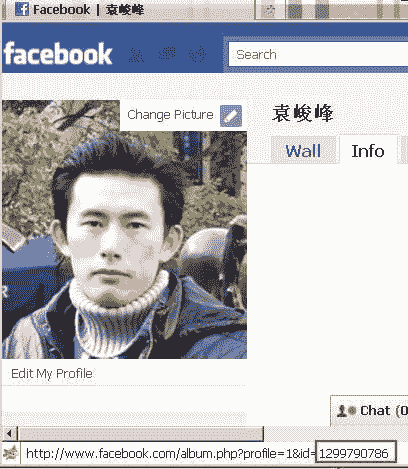 Facebook | 袁峻峰
facebook
Search
Change Picture
袁峻峰
Wall Info
Edit My Profile
Chat (0
http://www.facebook.com/album.php?profile=1&id=1299790786